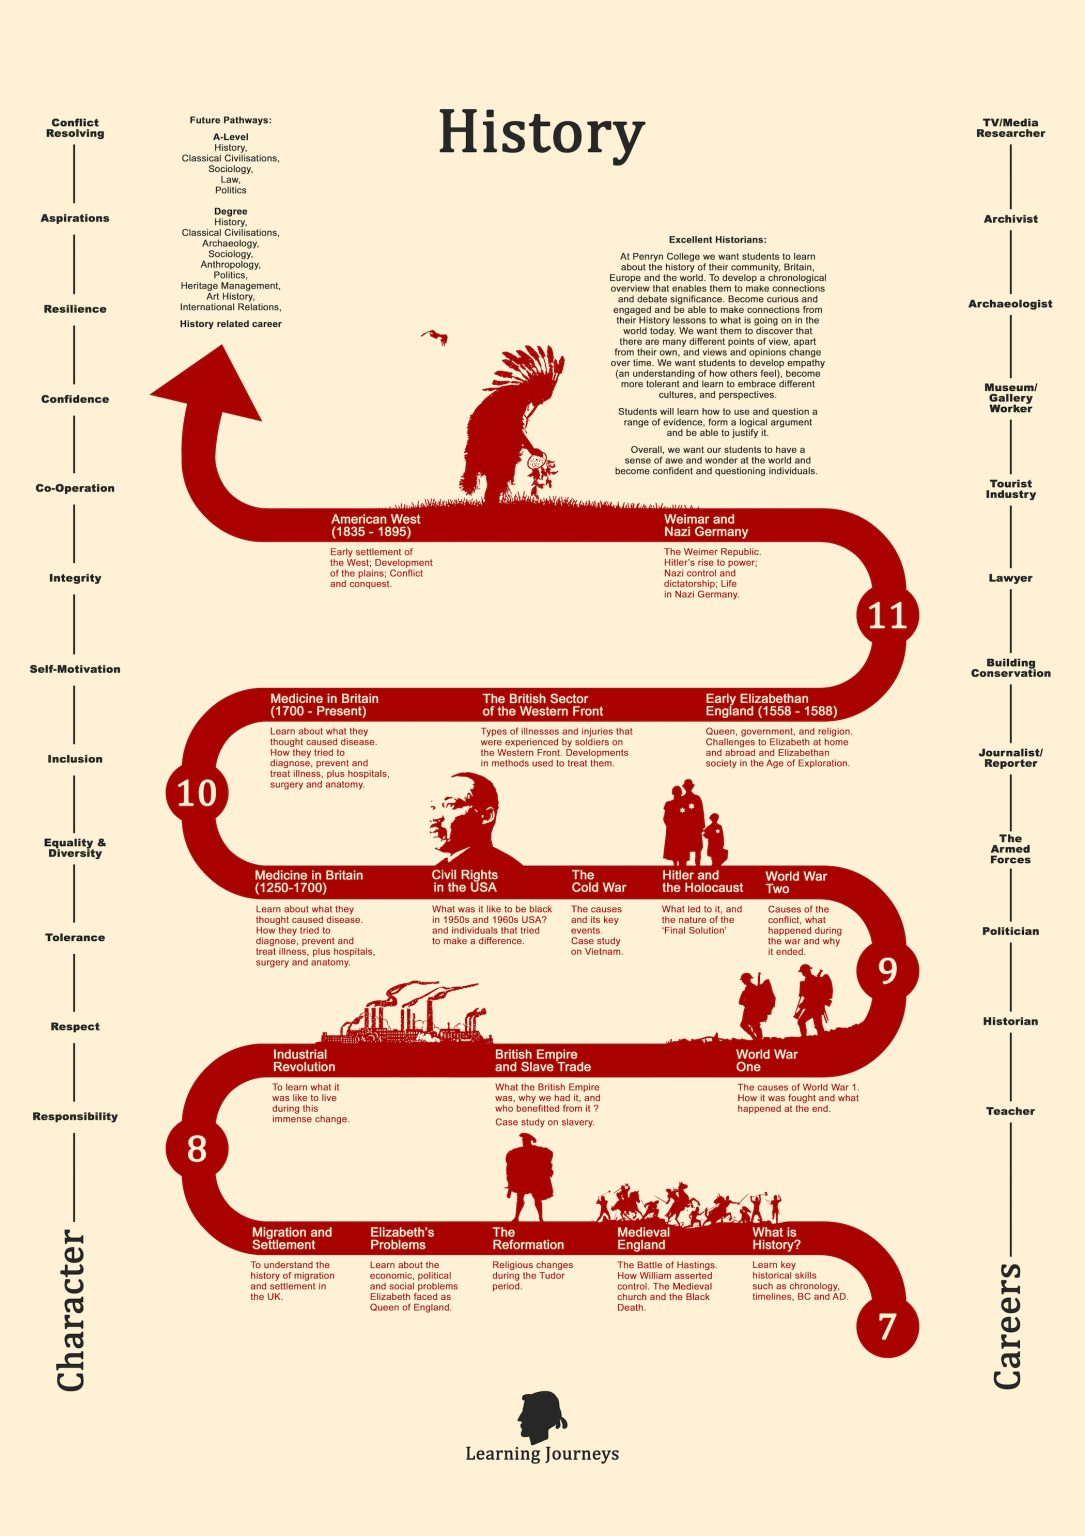 History
Conflict
Resolving
Aspirations
Resilience
Confidence
Co-Operation
Integrity
Self-Motivation
Inclusion
Equality &
Diversity
Tolerance
Respect
Responsibility
Character
Future Pathways:
A-Level
History,
Classical Civilisations,
Sociology,
Law,
Politics
Degree
History,
Classical Civilisations,
Archaeology,
Sociology,
Anthropology,
Politics,
Heritage Management,
Art History,
International Relations,
History related career
Excellent Historians:
At Penryn College we want students to learn
about the history of their community, Britain,
Europe and the world. To develop a chronological
overview that enables them to make connections
and debate significance. Become curious and
engaged and be able to make connections from
their History lessons to what is going on in the
world today. We want them to discover that
there are many different points of view, apart
from their own, and views and opinions change
over time. We want students to develop empathy
(an understanding of how others feel), become
more tolerant and learn to embrace different
cultures, and perspectives.
Students will learn how to use and question a
range of evidence, form a logical argument
and be able to justify it.
Overall, we want our students to have a
sense of awe and wonder at the world and
become confident and questioning individuals.
American West
(1835 - 1895)
Early settlement of
the West; Development
of the plains; Conflict
and conquest.
Weimar and
Nazi Germany
The Weimer Republic.
Hitler's rise to power;
Nazi control and
dictatorship; Life
in Nazi Germany.
11
Medicine in Britain
(1700 - Present)
Learn about what they
thought caused disease.
How they tried to
diagnose, prevent and
treat illness, plus hospitals,
surgery and anatomy.
The British Sector
of the Western Front
Types of illnesses and injuries that
were experienced by soldiers on
the Western Front. Developments
in methods used to treat them.
Early Elizabethan
England (1558 - 1588)
Queen, government, and religion.
Challenges to Elizabeth at home
and abroad and Elizabethan
society in the Age of Exploration.
10
Medicine in Britain
(1250-1700)
Learn about what they
thought caused disease.
How they tried to
diagnose, prevent and
treat illness, plus hospitals,
surgery and anatomy.
Civil Rights
in the USA
What was it like to be black
in 1950s and 1960s USA?
and individuals that tried
to make a difference.
The
Cold War
The causes
and its key
events.
Case study
on Vietnam.
Hitler and
the Holocaust
What led to it, and
the nature of the
'Final Solution'
World War
Two
Causes of the
conflict, what
happened during
the war and why
it ended.
9
Industrial
Revolution
To learn what it
was like to live
during this
immense change.
British Empire
and Slave Trade
What the British Empire
was, why we had it, and
who benefitted from it ?
Case study on slavery.
World War
One
The causes of World War 1.
How it was fought and what
happened at the end.
8
Migration and
Settlement
To understand the
history of migration
and settlement in
the UK.
Elizabeth's
Problems
Learn about the
economic, political
and social problems
Elizabeth faced as
Queen of England.
The
Reformation
Religious changes
during the Tudor
period.
Medieval
England
The Battle of Hastings.
How William asserted
control. The Medieval
church and the Black
Death.
What is
History?
Learn key
historical skills
such as chronology,
timelines, BC and AD.
7
TV/Media
Researcher
Archivist
Archaeologist
Museum/
Gallery
Worker
Tourist
Industry
Lawyer
Building
Conservation
Journalist/
Reporter
The
Armed
Forces
Politician
Historian
Teacher
Careers
Learning Journeys